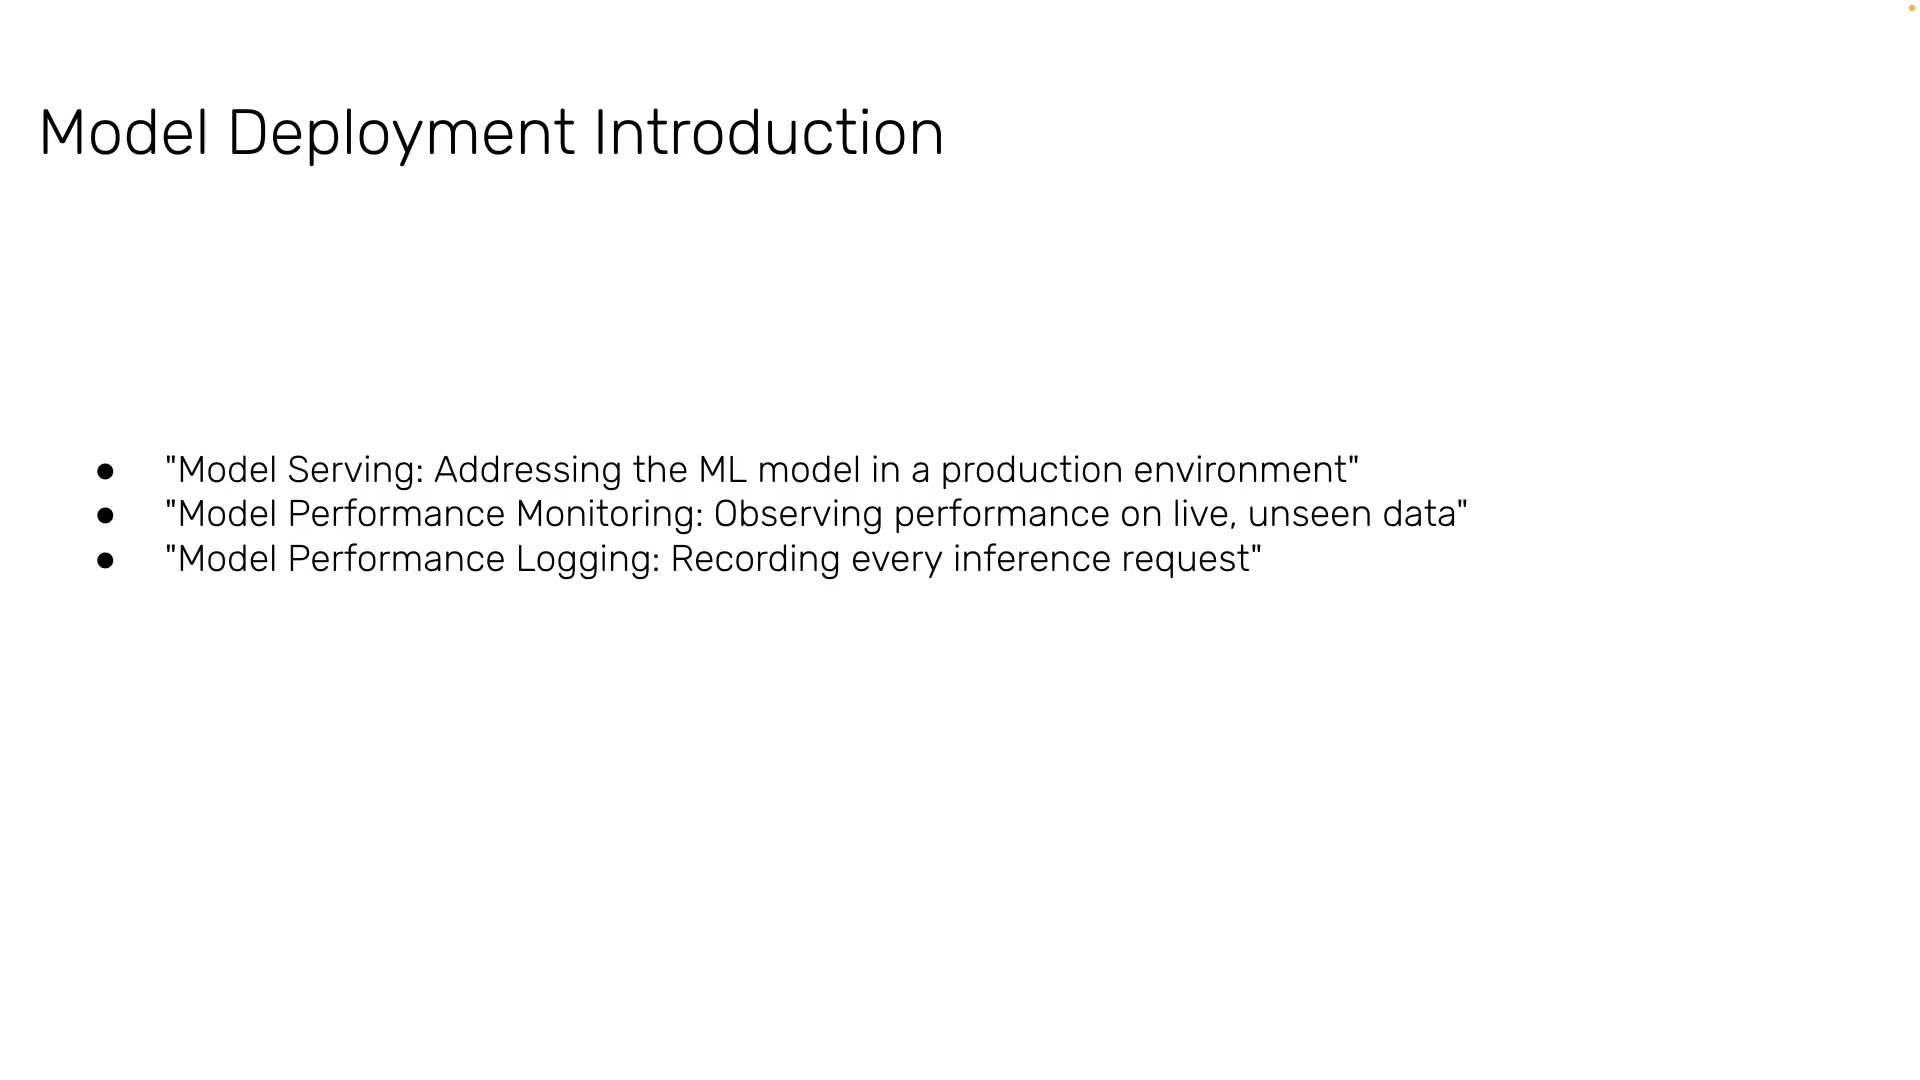 Model Deployment Introduction
● "Model Serving: Addressing the ML model in a production environment"
● "Model Performance Monitoring: Observing performance on live, unseen data"
● "Model Performance Logging: Recording every inference request"